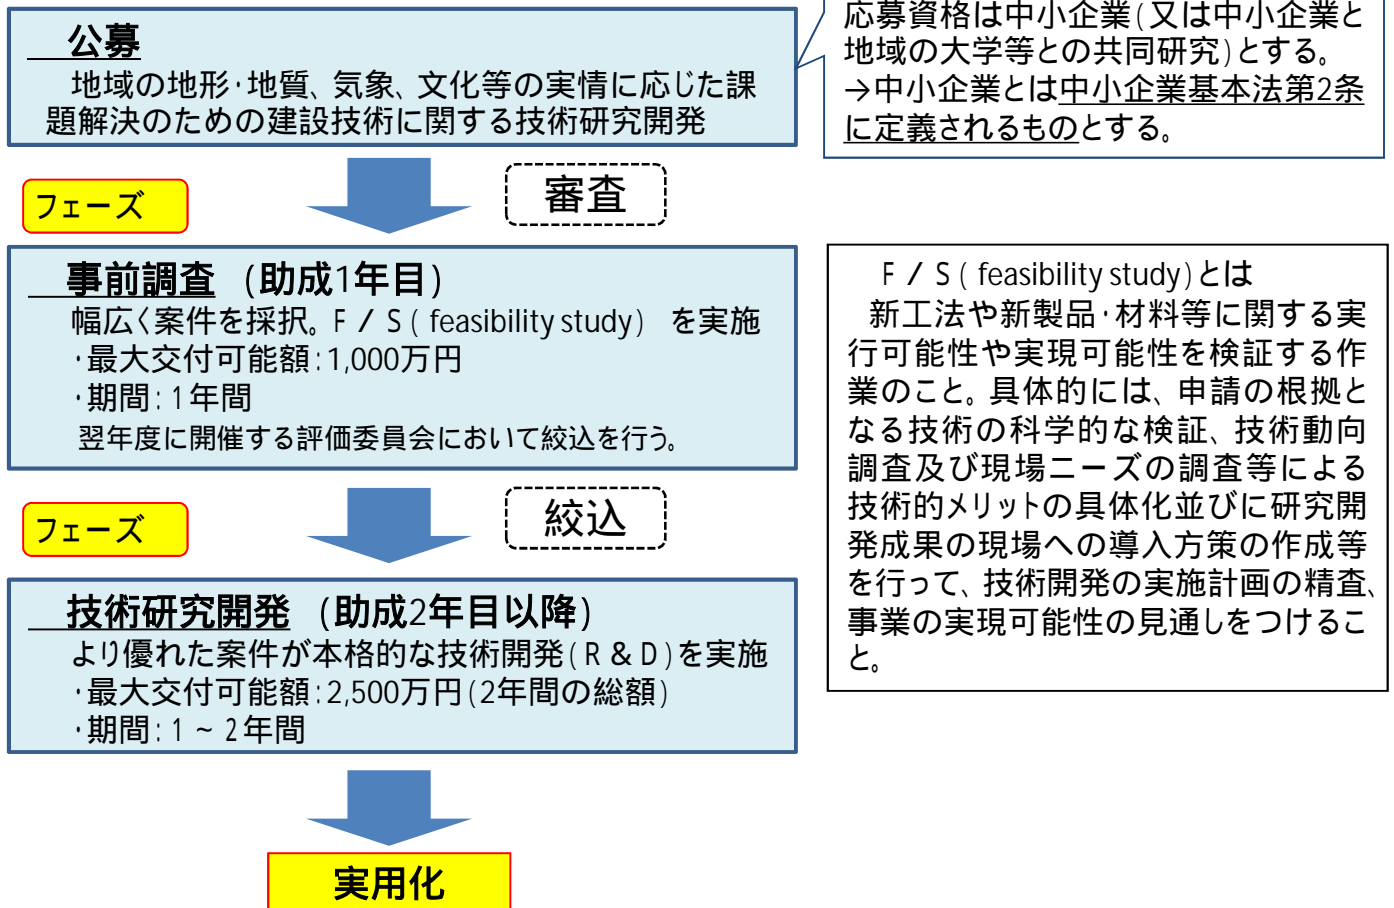 公募
地域の地形・地質、気象、文化等の実情に応じた課
題解決のための建設技術に関する技術研究開発
応募資格は中小企業(又は中小企業と
地域の大学等との共同研究)とする。
→中小企業とは中小企業基本法第2条
に定義されるものとする。
フェーズ
審査
事前調査 (助成1年目)
幅広く案件を採択。F/S(feasibility study) を実施
・最大交付可能額:1,000万円
・期間:1年間
翌年度に開催する評価委員会において絞込を行う。
F/S(feasibility study)とは
新工法や新製品・材料等に関する実
行可能性や実現可能性を検証する作
業のこと。具体的には、申請の根拠と
なる技術の科学的な検証、技術動向
調査及び現場ニーズの調査等による
技術的メリットの具体化並びに研究開
発成果の現場への導入方策の作成等
を行って、技術開発の実施計画の精査、
事業の実現可能性の見通しをつけるこ
と。
フェーズ
絞込
技術研究開発 (助成2年目以降)
より優れた案件が本格的な技術開発(R&D)を実施
・最大交付可能額:2,500万円(2年間の総額)
・期間:1~2年間
実用化